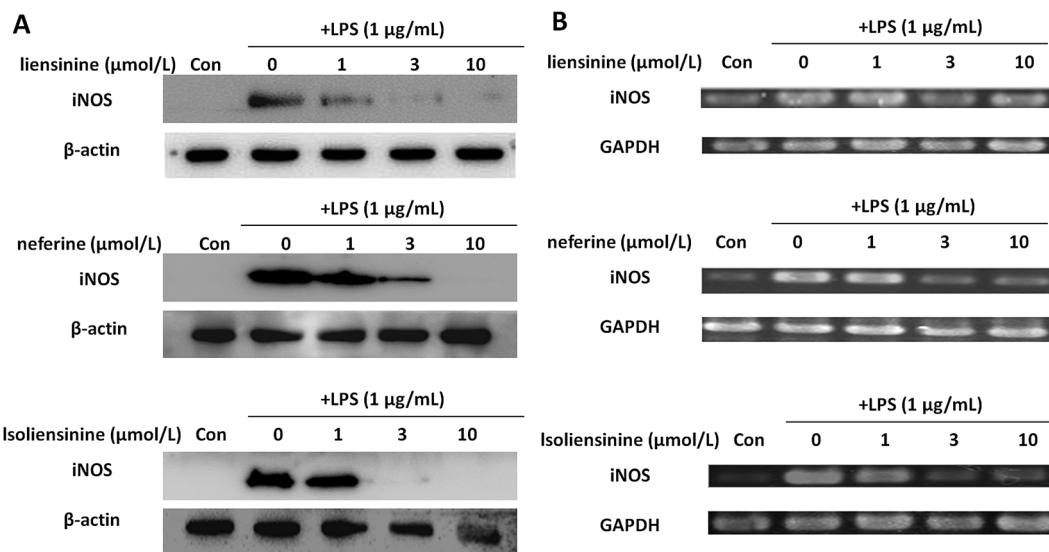 A
+LPS (1 µg/mL)
liensinine (µmol/L) Con 0 1 3 10
iNOS
β-actin
+LPS (1 µg/mL)
neferine (µmol/L) Con 0 1 3 10
iNOS
β-actin
+LPS (1 µg/mL)
Isoliensinine (µmol/L) Con 0 1 3 10
iNOS
β-actin
B
+LPS (1 µg/mL)
liensinine (µmol/L) Con 0 1 3 10
iNOS
GAPDH
+LPS (1 µg/mL)
neferine (µmol/L) Con 0 1 3 10
iNOS
GAPDH
+LPS (1 µg/mL)
Isoliensinine (µmol/L) Con 0 1 3 10
iNOS
GAPDH